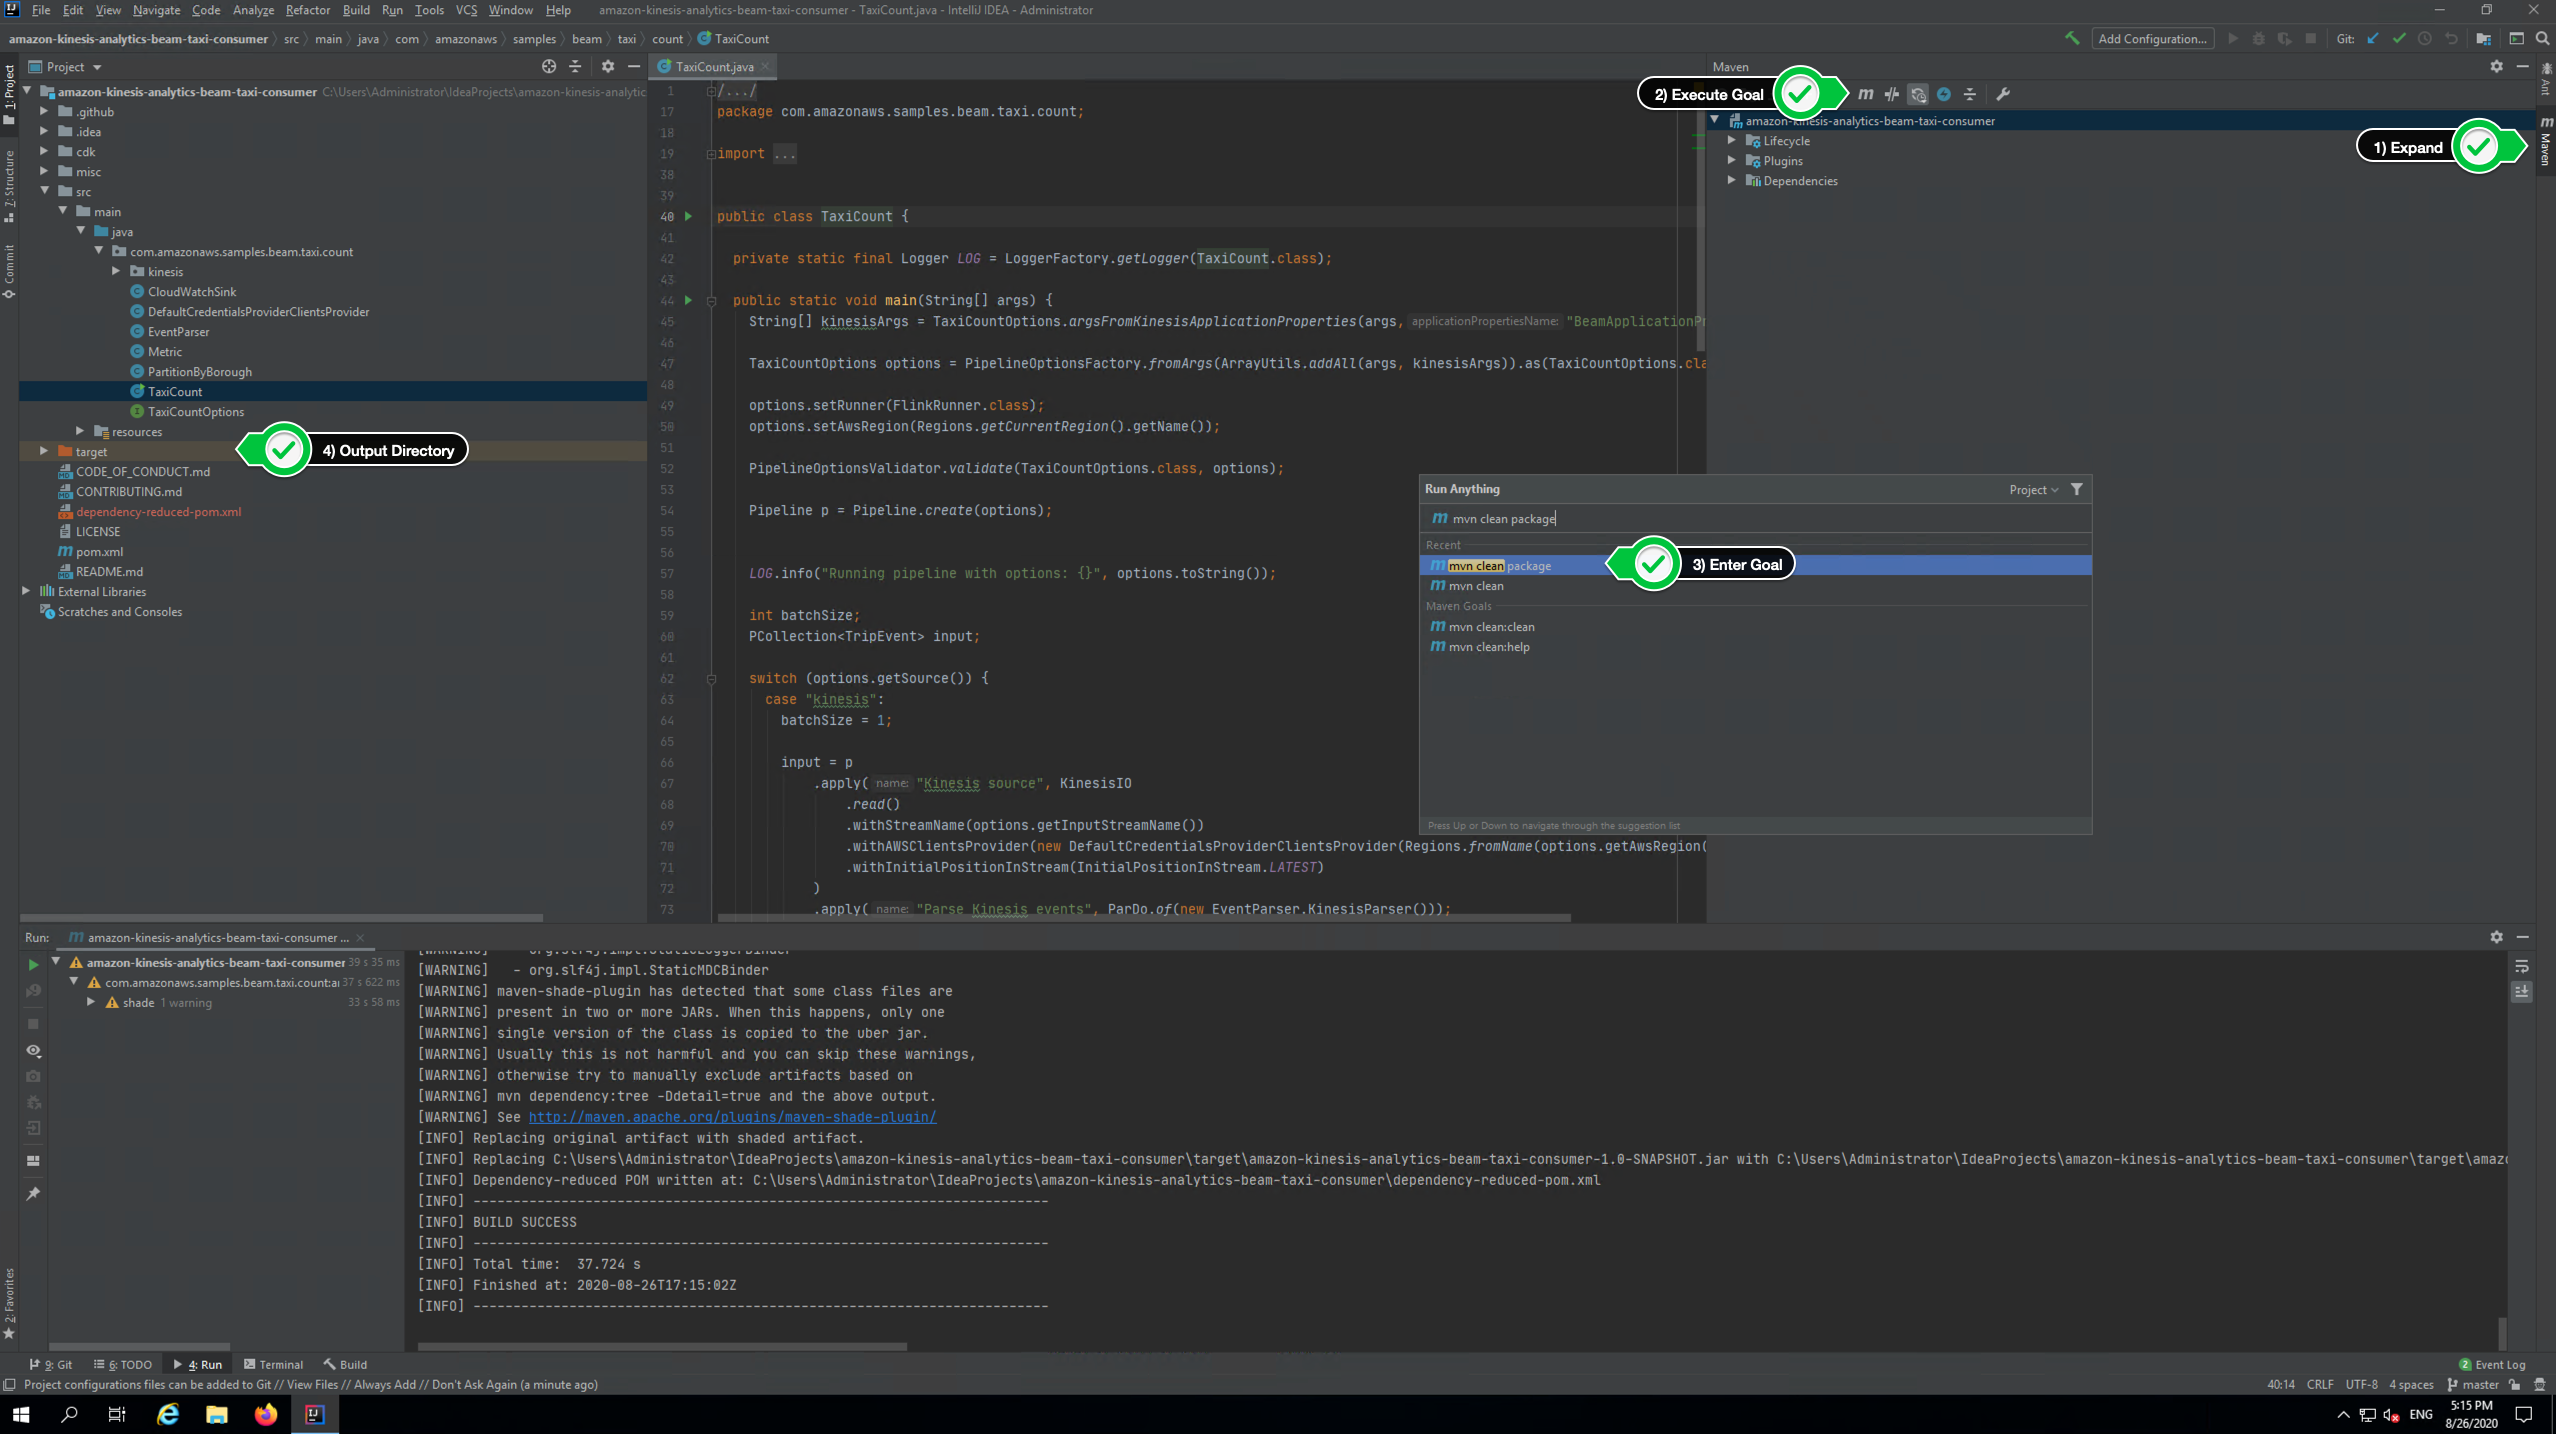 File Edit View Navigate Code Analyze Refactor Build Run Tools VCS Window Help amazon-kinesis-analytics-beam-taxi-consumer - TaxiCount.java - IntelliJ IDEA - Administrator
amazon-kinesis-analytics-beam-taxi-consumer src main java com amazonaws samples beam taxi count TaxiCount Add Configuration... Git:
1: Project
7: Structure
Commit
2: Favorites
Project
amazon-kinesis-analytics-beam-taxi-consumer C:\Users\Administrator\IdeaProjects\amazon-kinesis-analytic
.github
.idea
cdk
misc
src
main
java
com.amazonaws.samples.beam.taxi.count
kinesis
CloudWatchSink
DefaultCredentialsProviderClientsProvider
EventParser
Metric
PartitionByBorough
TaxiCount
TaxiCountOptions
resources
target
4) Output Directory
CODE_OF_CONDUCT.md
CONTRIBUTING.md
dependency-reduced-pom.xml
LICENSE
pom.xml
README.md
External Libraries
Scratches and Consoles
TaxiCount.java
1 /.../
17 package com.amazonaws.samples.beam.taxi.count;
18
19 import ...
38
39
40 public class TaxiCount {
41
42 private static final Logger LOG = LoggerFactory.getLogger(TaxiCount.class);
43
44 public static void main(String[] args) {
45 String[] kinesisArgs = TaxiCountOptions.argsFromKinesisApplicationProperties(args, applicationPropertiesName: "BeamApplicationPr
46
47 TaxiCountOptions options = PipelineOptionsFactory.fromArgs(ArrayUtils.addAll(args, kinesisArgs)).as(TaxiCountOptions.cla
48
49 options.setRunner(FlinkRunner.class);
50 options.setAwsRegion(Regions.getCurrentRegion().getName());
51
52 PipelineOptionsValidator.validate(TaxiCountOptions.class, options);
53
54 Pipeline p = Pipeline.create(options);
55
56
57 LOG.info("Running pipeline with options: {}", options.toString());
58
59 int batchSize;
60 PCollection<TripEvent> input;
61
62 switch (options.getSource()) {
63 case "kinesis":
64 batchSize = 1;
65
66 input = p
67 .apply( name: "Kinesis source", KinesisIO
68 .read()
69 .withStreamName(options.getInputStreamName())
70 .withAWSClientsProvider(new DefaultCredentialsProviderClientsProvider(Regions.fromName(options.getAwsRegion(
71 .withInitialPositionInStream(InitialPositionInStream.LATEST)
72 )
73 .apply( name: "Parse Kinesis events", ParDo.of(new EventParser.KinesisParser()));
Maven
2) Execute Goal
amazon-kinesis-analytics-beam-taxi-consumer
Lifecycle
Plugins
Dependencies
1) Expand
Ant
Maven
Run Anything Project
mvn clean package
Recent
mvn clean package
3) Enter Goal
mvn clean
Maven Goals
mvn clean:clean
mvn clean:help
Press Up or Down to navigate through the suggestion list
Run: amazon-kinesis-analytics-beam-taxi-consumer ...
amazon-kinesis-analytics-beam-taxi-consumer 39 s 35 ms
com.amazonaws.samples.beam.taxi.count:ar 37 s 622 ms
shade 1 warning 33 s 58 ms
[WARNING] - org.slf4j.impl.StaticLoggerBinder
[WARNING] - org.slf4j.impl.StaticMDCBinder
[WARNING] maven-shade-plugin has detected that some class files are
[WARNING] present in two or more JARs. When this happens, only one
[WARNING] single version of the class is copied to the uber jar.
[WARNING] Usually this is not harmful and you can skip these warnings,
[WARNING] otherwise try to manually exclude artifacts based on
[WARNING] mvn dependency:tree -Ddetail=true and the above output.
[WARNING] See http://maven.apache.org/plugins/maven-shade-plugin/
[INFO] Replacing original artifact with shaded artifact.
[INFO] Replacing C:\Users\Administrator\IdeaProjects\amazon-kinesis-analytics-beam-taxi-consumer\target\amazon-kinesis-analytics-beam-taxi-consumer-1.0-SNAPSHOT.jar with C:\Users\Administrator\IdeaProjects\amazon-kinesis-analytics-beam-taxi-consumer\target\amazo
[INFO] Dependency-reduced POM written at: C:\Users\Administrator\IdeaProjects\amazon-kinesis-analytics-beam-taxi-consumer\dependency-reduced-pom.xml
[INFO] ------------------------------------------------------------------------
[INFO] BUILD SUCCESS
[INFO] ------------------------------------------------------------------------
[INFO] Total time:  37.724 s
[INFO] Finished at: 2020-08-26T17:15:02Z
[INFO] ------------------------------------------------------------------------
9: Git 6: TODO 4: Run Terminal Build 2 Event Log
Project configurations files can be added to Git // View Files // Always Add // Don't Ask Again (a minute ago) 40:14 CRLF UTF-8 4 spaces master
ENG 5:15 PM
8/26/2020